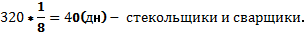 320 * 1/8 = 40(дн) – стекольщики и сварщики.